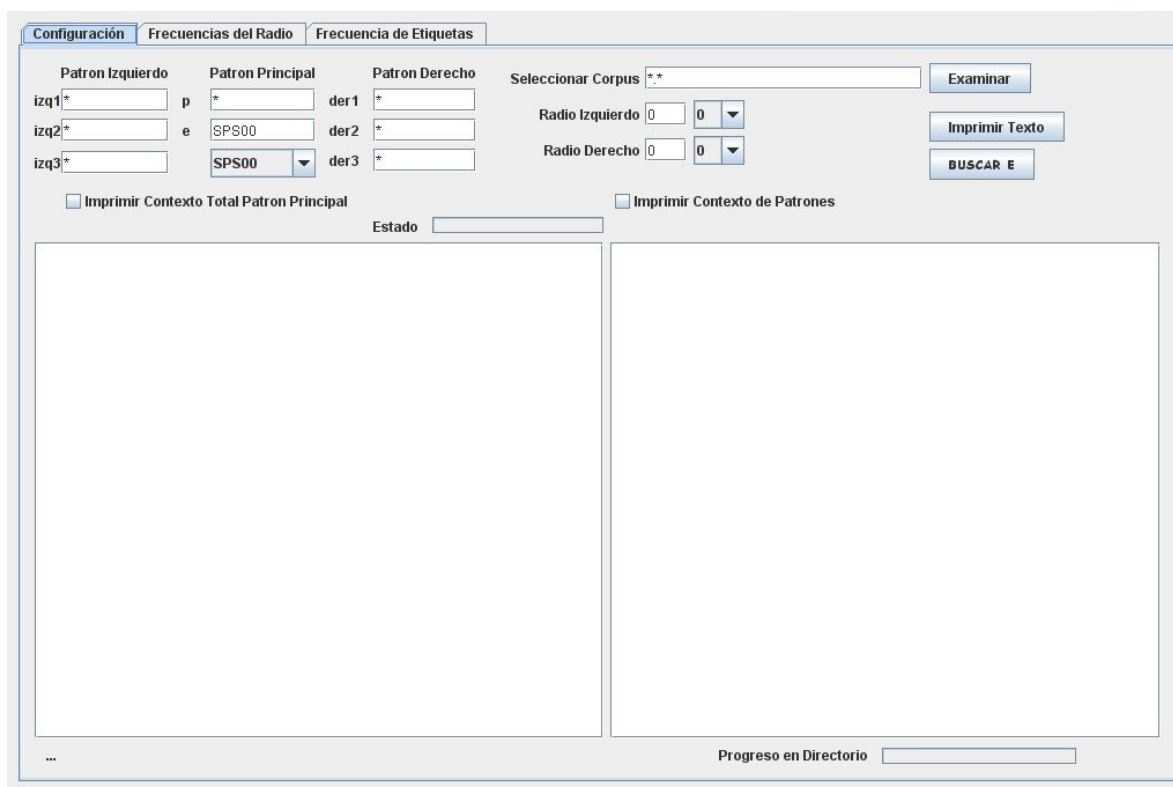 Configuración Frecuencias del Radio Frecuencia de Etiquetas
Patron Izquierdo Patron Principal Patron Derecho
Seleccionar Corpus *.* Examinar
izq1 * p * der1 *
Radio Izquierdo 0 0
izq2 * e SPS00 der2 * Imprimir Texto
Radio Derecho 0 0
izq3 * SPS00 der3 * BUSCAR E
Imprimir Contexto Total Patron Principal Imprimir Contexto de Patrones
Estado
... Progreso en Directorio